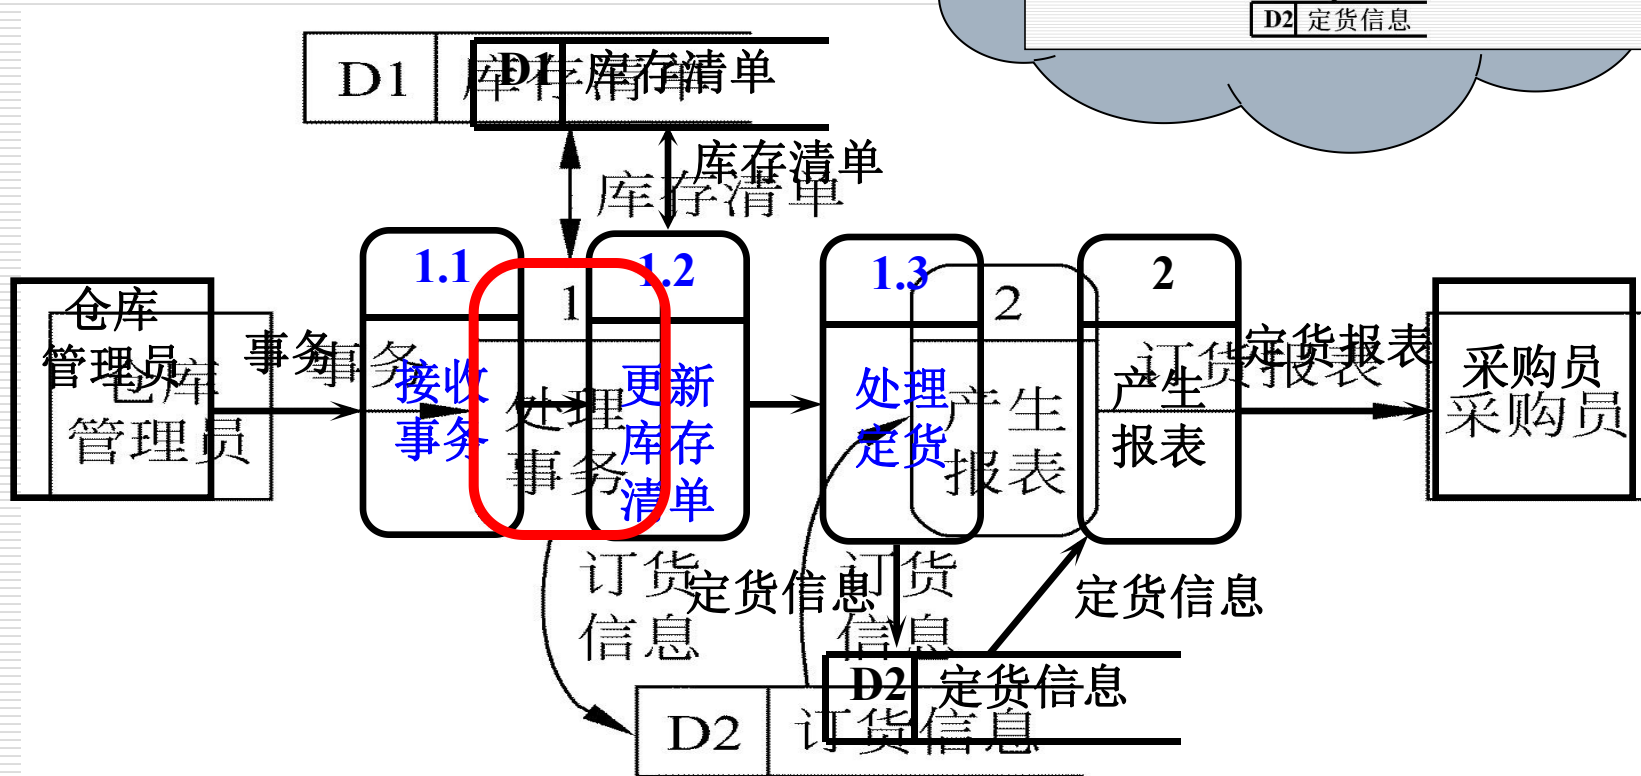 D2 定货信息
D1 库存清单
D1 库存清单
库存清单
库存清单
1.1
1.2
1.3
2
1
2
仓库
管理员
仓库
管理员
事务
事务
接收
事务
处理
事务
更新
库存
清单
处理
定货
产生
报表
产生
报表
定货报表
订货报表
采购员
采购员
订货
信息
定货信息
订货
信息
定货信息
D2 定货信息
D2 订货信息